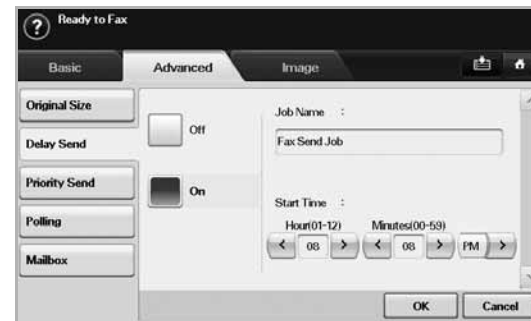 Ready to Fax
Basic
Advanced
Image
Original Size
Delay Send
Priority Send
Polling
Mailbox
Off
On
Job Name :
Fax Send Job
Start Time :
Hour(01-12) Minutes(00-59)
< 08 > < 08 > PM >
OK
Cancel